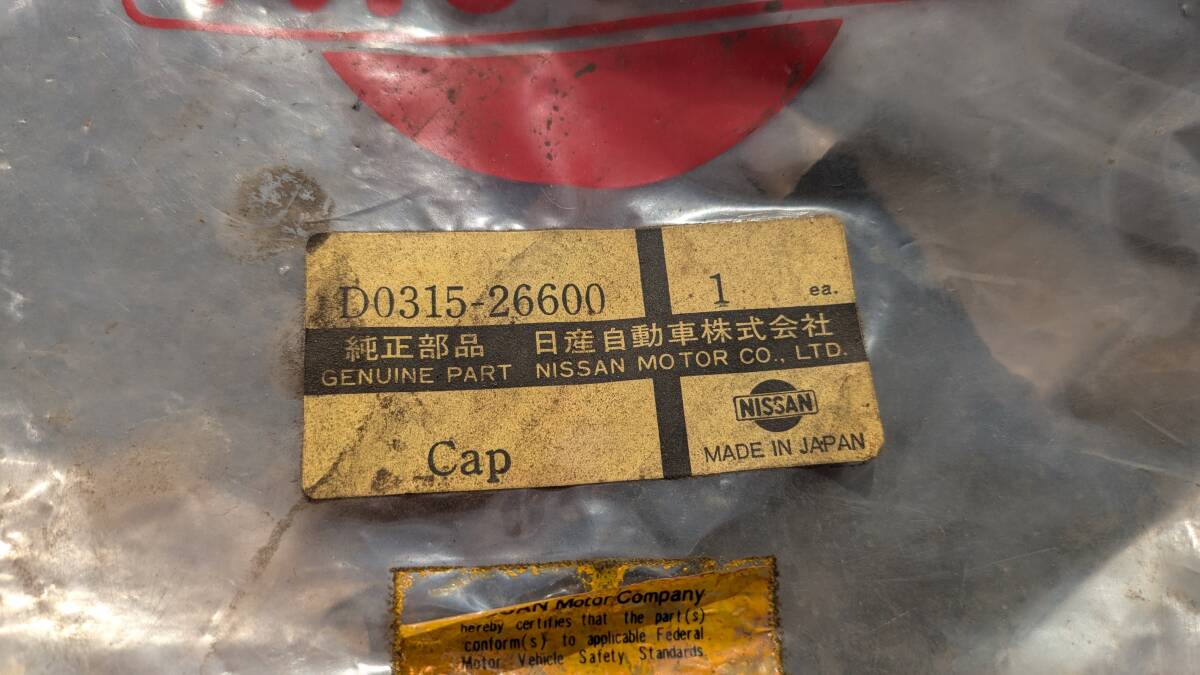 D0315-26600
1 ea.
純正部品 日産自動車株式会社
GENUINE PART NISSAN MOTOR CO., LTD.
Cap
NISSAN
MADE IN JAPAN
Motor Company
hereby certifies that the part(s)
conform(s) to applicable Federal
Motor Vehicle Safety Standards